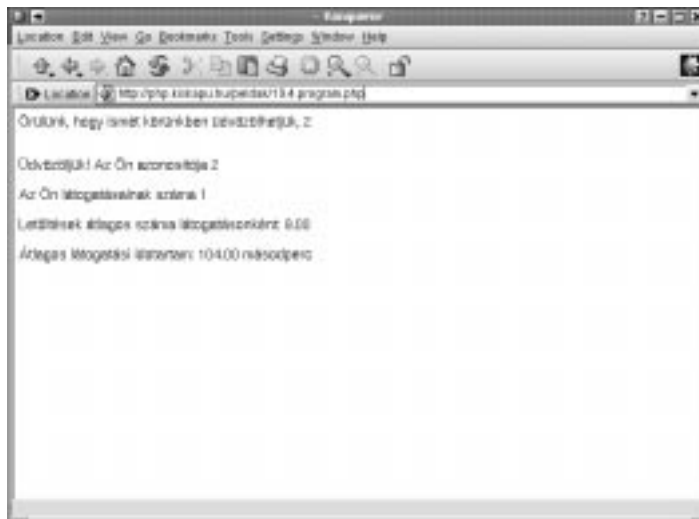 - Konqueror
Location Edit View Go Bookmarks Tools Settings Window Help
Location http://php.kiskapu.hu/peldak/19.4.program.php
Örülünk, hogy ismét körünkben üdvözölhetjük, 2
Üdvözöljük! Az Ön azonosítója 2
Az Ön látogatásainak száma 1
Letöltések átlagos száma látogatásonként: 8.00
Átlagos látogatási időtartam: 104.00 másodperc